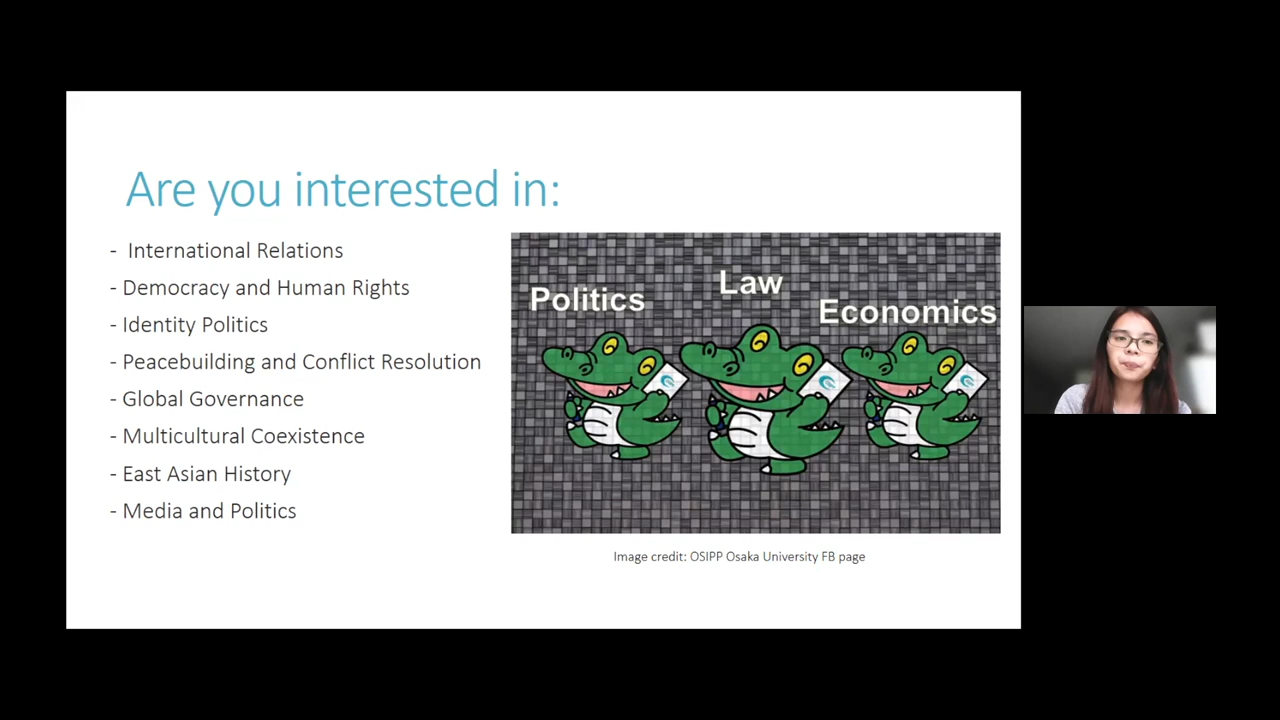 Are you interested in:
- International Relations
- Democracy and Human Rights
- Identity Politics
- Peacebuilding and Conflict Resolution
- Global Governance
- Multicultural Coexistence
- East Asian History
- Media and Politics
Politics
Law
Economics
Image credit: OSIPP Osaka University FB page